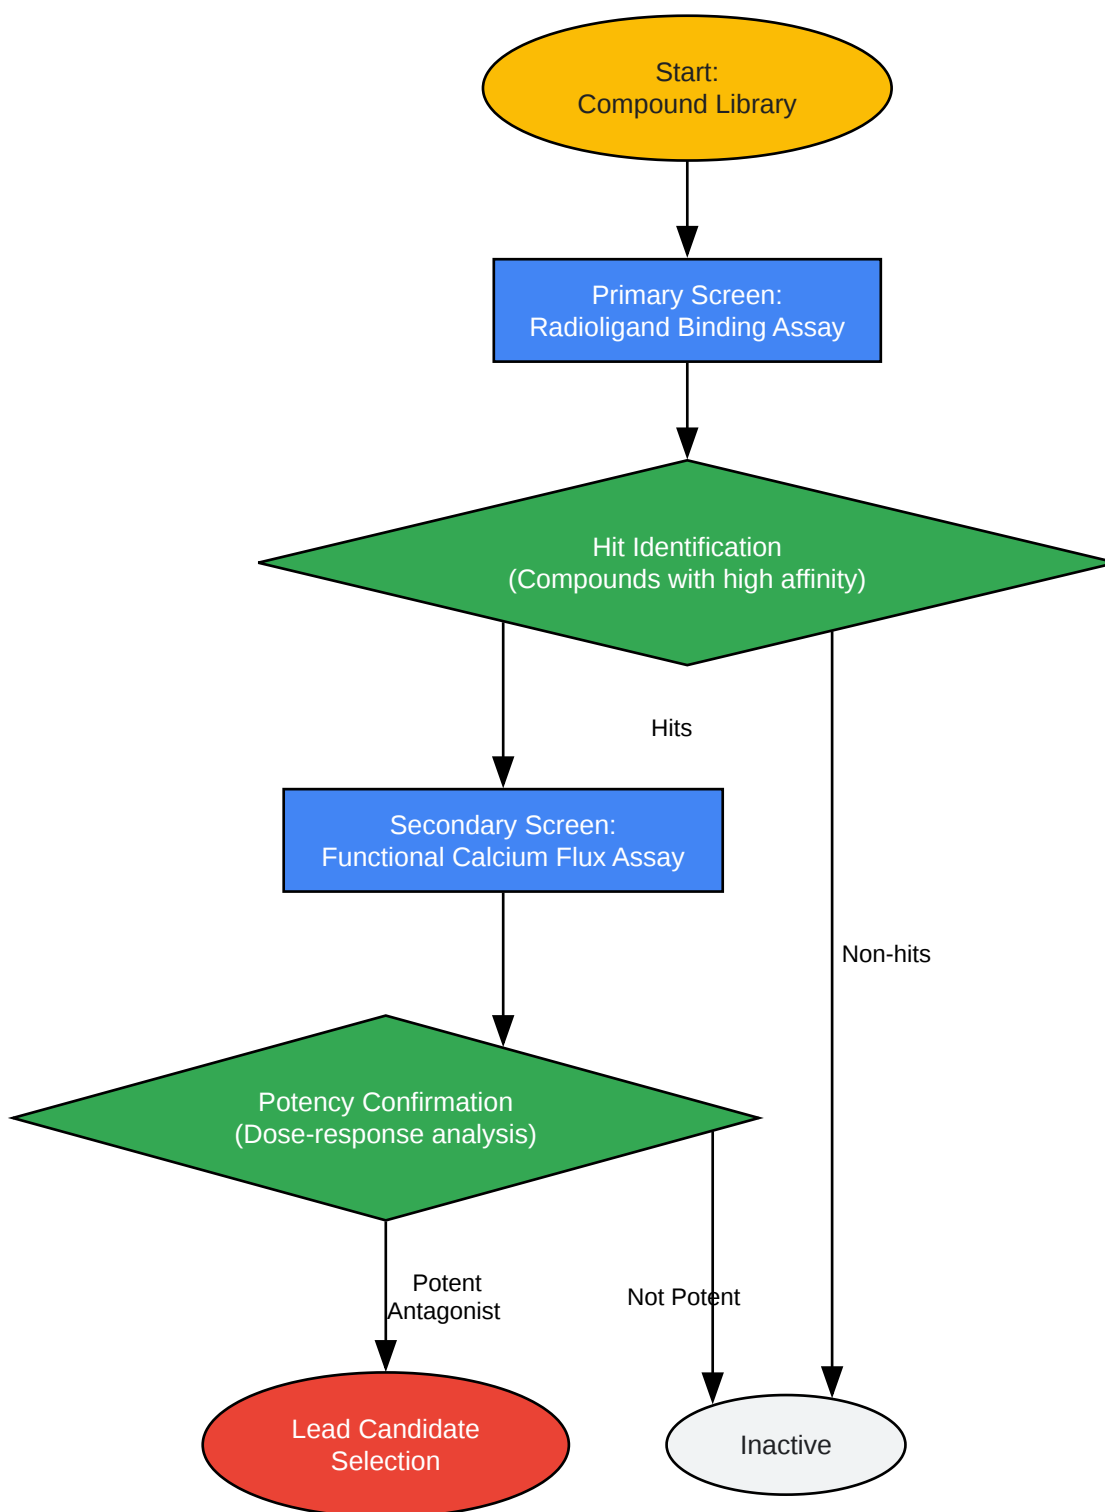 Start:
Compound Library
Primary Screen:
Radioligand Binding Assay
Hit Identification
(Compounds with high affinity)
Hits
Secondary Screen:
Functional Calcium Flux Assay
Non-hits
Potency Confirmation
(Dose-response analysis)
Potent
Antagonist
Not Potent
Lead Candidate
Selection
Inactive